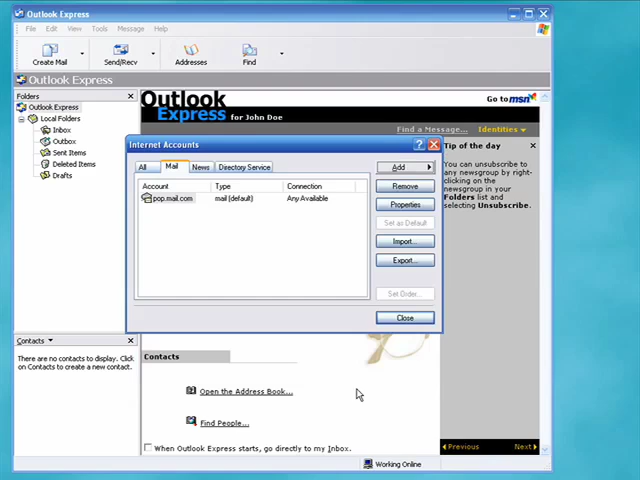 Outlook Express
File Edit View Tools Message Help
Create Mail Send/Recv Addresses Find
Outlook Express
Folders
Outlook Express
Local Folders
Inbox
Outbox
Sent Items
Deleted Items
Drafts
Contacts
There are no contacts to display. Click on Contacts to create a new contact.
Outlook
Express for John Doe
Go to msn
Find a Message... Identities
Internet Accounts
All Mail News Directory Service
Account Type Connection
pop.mail.com mail (default) Any Available
Add
Remove
Properties
Set as Default
Import...
Export...
Set Order...
Close
Tip of the day
You can unsubscribe to
any newsgroup by right-
clicking on the
newsgroup in your
Folders list and
selecting Unsubscribe.
Contacts
Open the Address Book...
Find People...
When Outlook Express starts, go directly to my Inbox.
Previous Next
Working Online